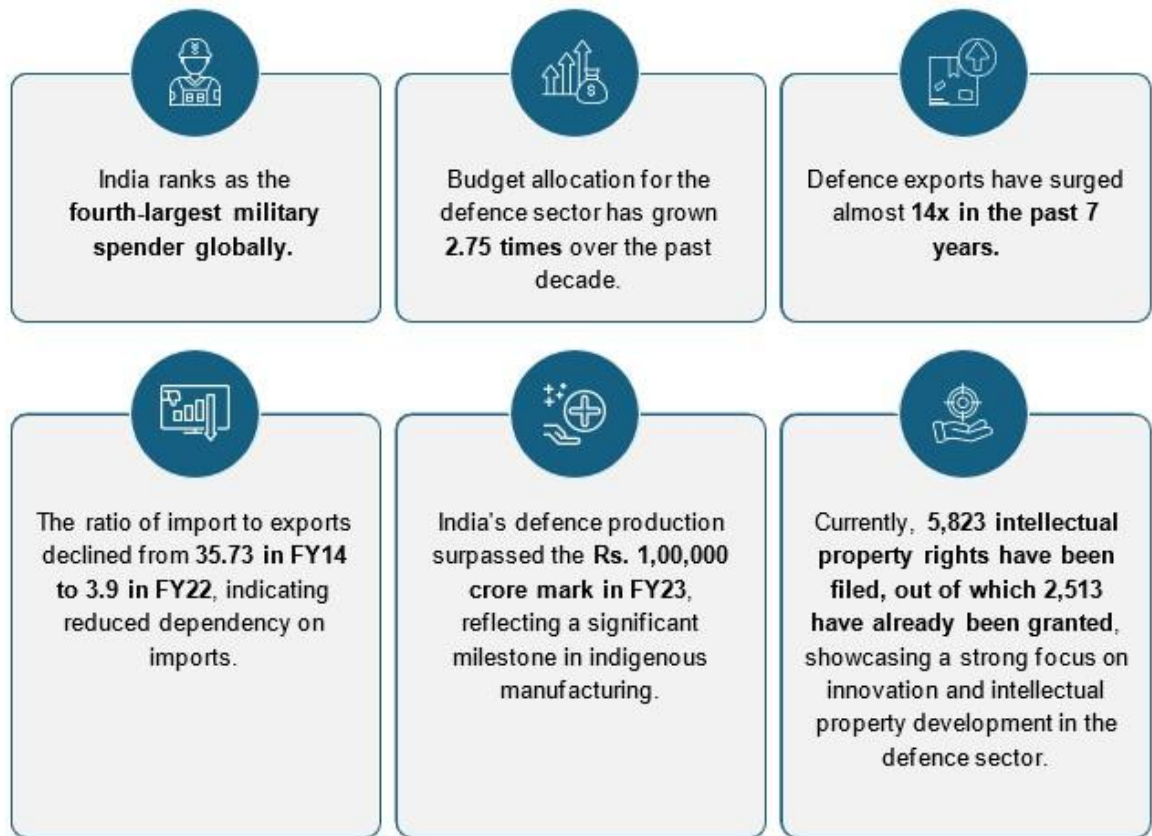 India ranks as the
fourth-largest military
spender globally.
Budget allocation for the
defence sector has grown
2.75 times over the past
decade.
Defence exports have surged
almost 14x in the past 7
years.
The ratio of import to exports
declined from 35.73 in FY14
to 3.9 in FY22, indicating
reduced dependency on
imports.
India’s defence production
surpassed the Rs. 1,00,000
crore mark in FY23,
reflecting a significant
milestone in indigenous
manufacturing.
Currently, 5,823 intellectual
property rights have been
filed, out of which 2,513
have already been granted,
showcasing a strong focus on
innovation and intellectual
property development in the
defence sector.